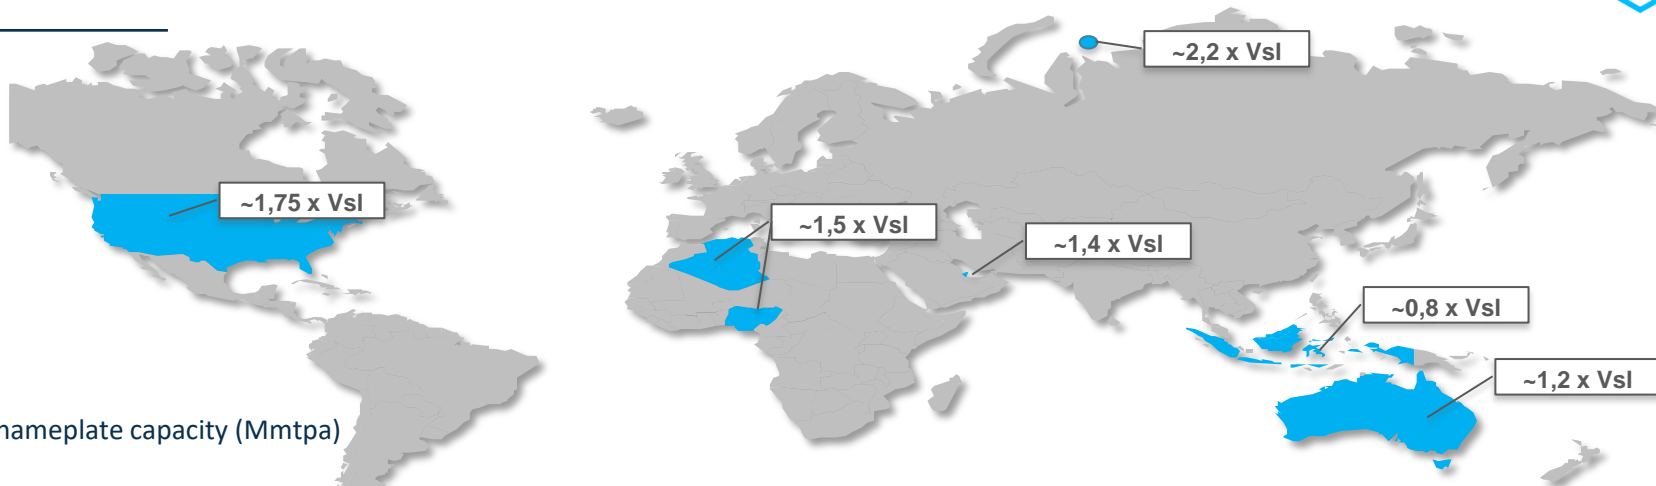 ~2,2 x Vsl
~1,75 x Vsl
~1,5 x Vsl
~1,4 x Vsl
~0,8 x Vsl
~1,2 x Vsl
nameplate capacity (Mmtpa)